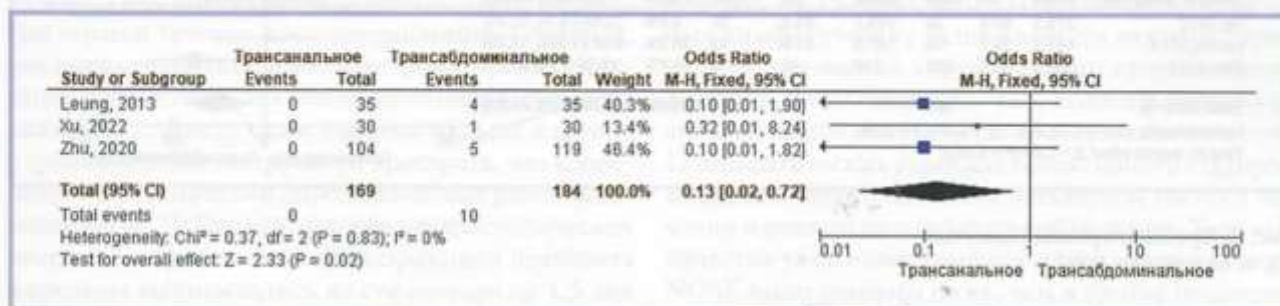 Трансанальное Трансабдоминальное Odds Ratio Odds Ratio
Study or Subgroup Events Total Events Total Weight M-H, Fixed, 95% CI M-H, Fixed, 95% CI
Leung, 2013 0 35 4 35 40.3% 0.10 [0.01, 1.90]
Xu, 2022 0 30 1 30 13.4% 0.32 [0.01, 8.24]
Zhu, 2020 0 104 5 119 46.4% 0.10 [0.01, 1.82]
Total (95% CI) 169 184 100.0% 0.13 [0.02, 0.72]
Total events 0 10
Heterogeneity: Chi² = 0.37, df = 2 (P = 0.83); I² = 0%
Test for overall effect: Z = 2.33 (P = 0.02)
0.01 0.1 1 10 100
Трансанальное Трансабдоминальное